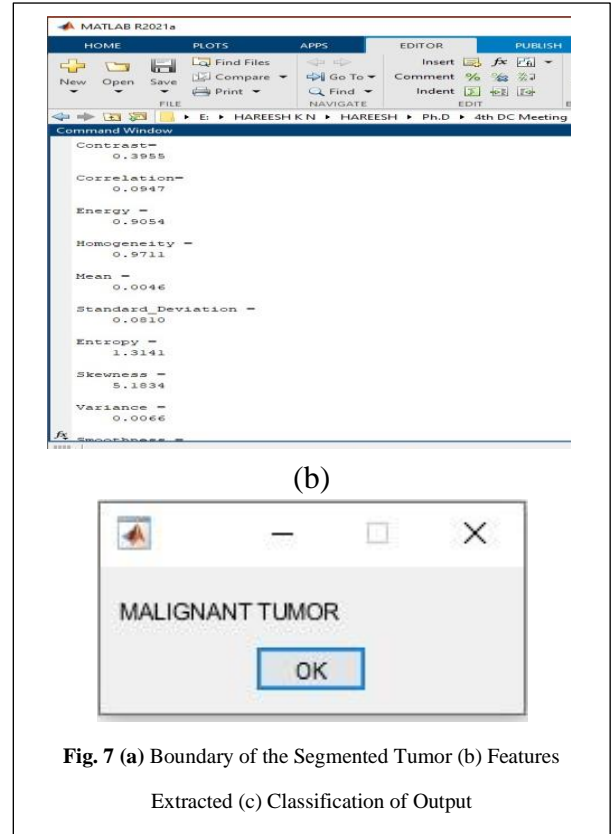 MATLAB R2021a
HOME PLOTS APPS EDITOR PUBLISH
New Open Save Find Files Compare Print Go To Find Insert fx Comment % Indent
FILE NAVIGATE EDIT
E: ▸ HAREESH K N ▸ HAREESH ▸ Ph.D ▸ 4th DC Meeting
Command Window
Contrast=
0.3955
Correlation=
0.0947
Energy =
0.9054
Homogeneity =
0.9711
Mean =
0.0046
Standard_Deviation =
0.0810
Entropy =
1.3141
Skewness =
5.1834
Variance =
0.0066
fx Smoothness =
(b)
MALIGNANT TUMOR
OK
Fig. 7 (a) Boundary of the Segmented Tumor (b) Features
Extracted (c) Classification of Output